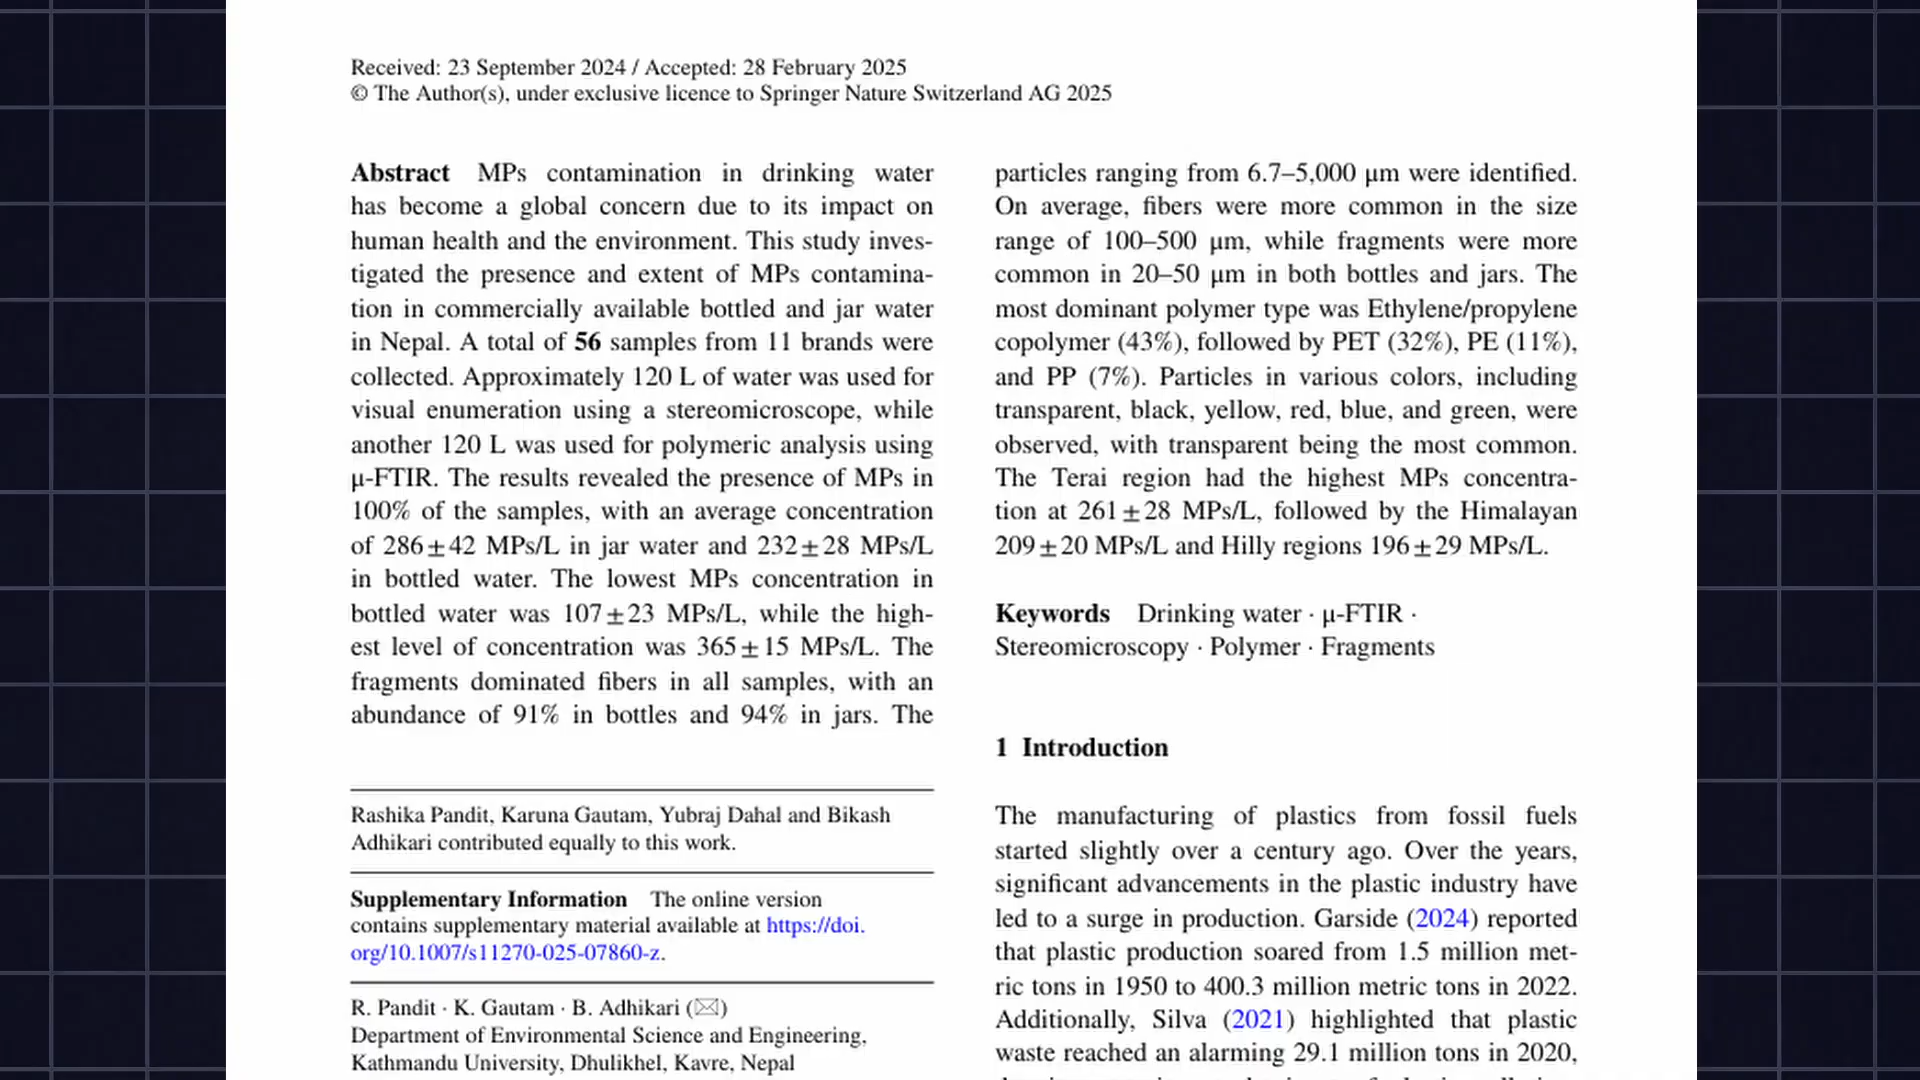 Received: 23 September 2024 / Accepted: 28 February 2025
© The Author(s), under exclusive licence to Springer Nature Switzerland AG 2025
Abstract MPs contamination in drinking water
has become a global concern due to its impact on
human health and the environment. This study inves-
tigated the presence and extent of MPs contamina-
tion in commercially available bottled and jar water
in Nepal. A total of 56 samples from 11 brands were
collected. Approximately 120 L of water was used for
visual enumeration using a stereomicroscope, while
another 120 L was used for polymeric analysis using
µ-FTIR. The results revealed the presence of MPs in
100% of the samples, with an average concentration
of 286 ± 42 MPs/L in jar water and 232 ± 28 MPs/L
in bottled water. The lowest MPs concentration in
bottled water was 107 ± 23 MPs/L, while the high-
est level of concentration was 365 ± 15 MPs/L. The
fragments dominated fibers in all samples, with an
abundance of 91% in bottles and 94% in jars. The
Rashika Pandit, Karuna Gautam, Yubraj Dahal and Bikash
Adhikari contributed equally to this work.
Supplementary Information The online version
contains supplementary material available at https://doi.
org/10.1007/s11270-025-07860-z.
R. Pandit · K. Gautam · B. Adhikari (✉)
Department of Environmental Science and Engineering,
Kathmandu University, Dhulikhel, Kavre, Nepal
particles ranging from 6.7–5,000 µm were identified.
On average, fibers were more common in the size
range of 100–500 µm, while fragments were more
common in 20–50 µm in both bottles and jars. The
most dominant polymer type was Ethylene/propylene
copolymer (43%), followed by PET (32%), PE (11%),
and PP (7%). Particles in various colors, including
transparent, black, yellow, red, blue, and green, were
observed, with transparent being the most common.
The Terai region had the highest MPs concentra-
tion at 261 ± 28 MPs/L, followed by the Himalayan
209 ± 20 MPs/L and Hilly regions 196 ± 29 MPs/L.
Keywords Drinking water · µ-FTIR ·
Stereomicroscopy · Polymer · Fragments
1 Introduction
The manufacturing of plastics from fossil fuels
started slightly over a century ago. Over the years,
significant advancements in the plastic industry have
led to a surge in production. Garside (2024) reported
that plastic production soared from 1.5 million met-
ric tons in 1950 to 400.3 million metric tons in 2022.
Additionally, Silva (2021) highlighted that plastic
waste reached an alarming 29.1 million tons in 2020,